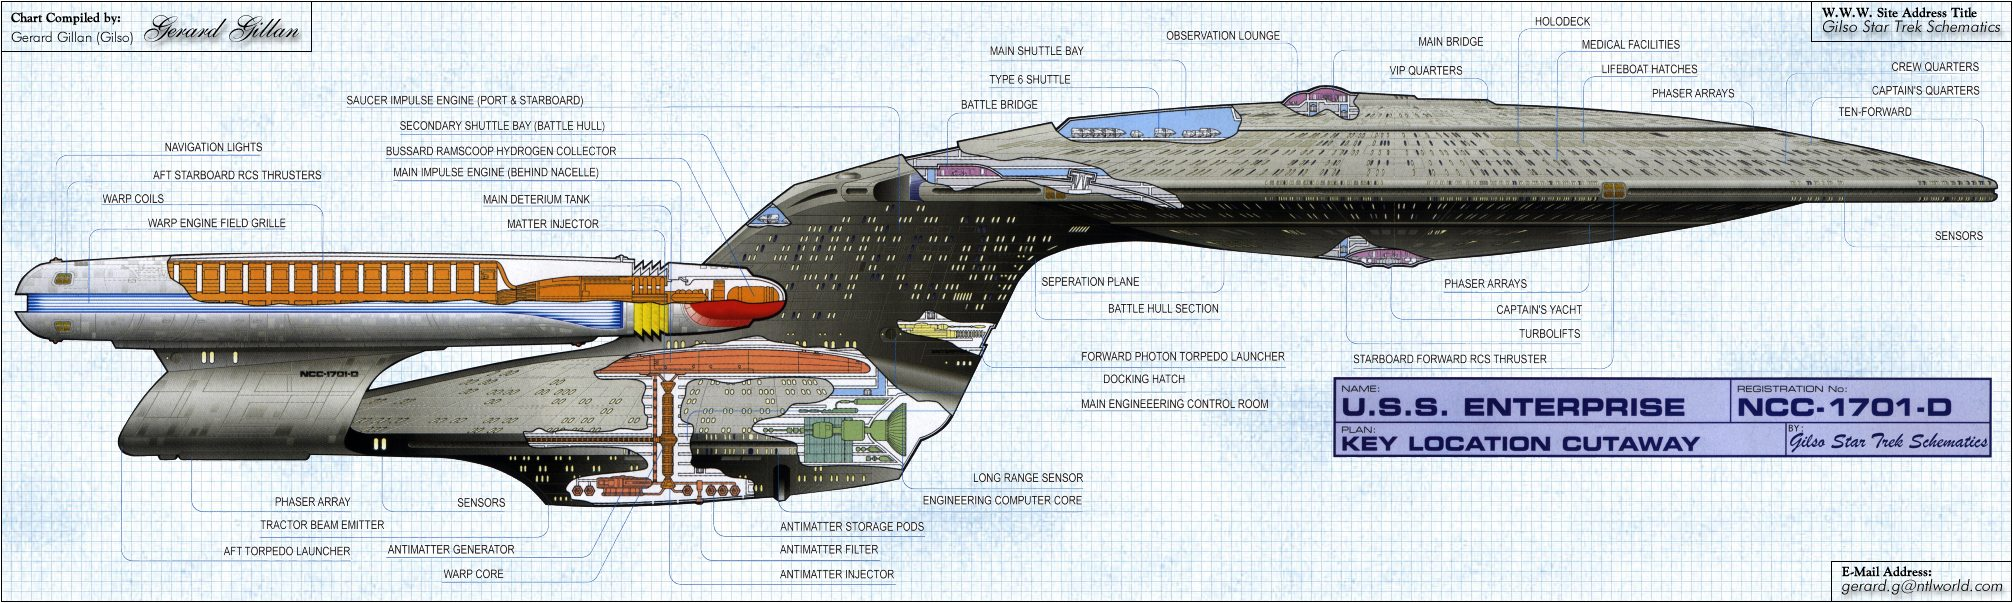 Chart Compiled by:
Gerard Gillan (Gilso) Gerard Gillan
W.W.W. Site Address Title
Gilso Star Trek Schematics
HOLODECK
OBSERVATION LOUNGE
MAIN BRIDGE
MEDICAL FACILITIES
MAIN SHUTTLE BAY
VIP QUARTERS
LIFEBOAT HATCHES
CREW QUARTERS
TYPE 6 SHUTTLE
PHASER ARRAYS
CAPTAIN'S QUARTERS
BATTLE BRIDGE
TEN-FORWARD
SAUCER IMPULSE ENGINE (PORT & STARBOARD)
SECONDARY SHUTTLE BAY (BATTLE HULL)
BUSSARD RAMSCOOP HYDROGEN COLLECTOR
MAIN IMPULSE ENGINE (BEHIND NACELLE)
MAIN DETERIUM TANK
MATTER INJECTOR
NAVIGATION LIGHTS
AFT STARBOARD RCS THRUSTERS
WARP COILS
WARP ENGINE FIELD GRILLE
SENSORS
SEPERATION PLANE
BATTLE HULL SECTION
PHASER ARRAYS
CAPTAIN'S YACHT
TURBOLIFTS
STARBOARD FORWARD RCS THRUSTER
FORWARD PHOTON TORPEDO LAUNCHER
DOCKING HATCH
MAIN ENGINEEERING CONTROL ROOM
NCC-1701-D
NAME:
U.S.S. ENTERPRISE
REGISTRATION No:
NCC-1701-D
PLAN:
KEY LOCATION CUTAWAY
BY:
Gilso Star Trek Schematics
LONG RANGE SENSOR
ENGINEERING COMPUTER CORE
PHASER ARRAY
SENSORS
TRACTOR BEAM EMITTER
AFT TORPEDO LAUNCHER
ANTIMATTER GENERATOR
WARP CORE
ANTIMATTER STORAGE PODS
ANTIMATTER FILTER
ANTIMATTER INJECTOR
E-Mail Address:
gerard.g@ntlworld.com